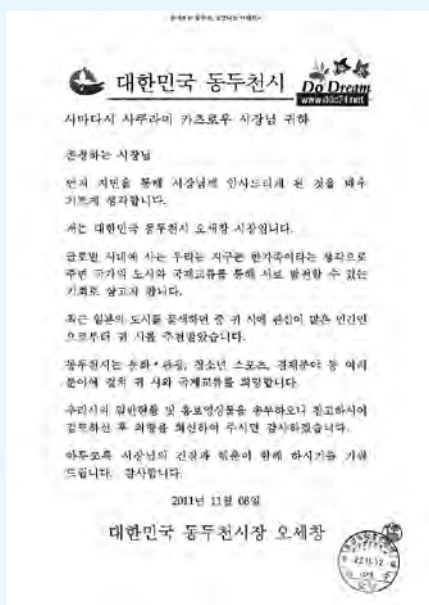 대한민국 동두천시
Do Dream
www.ddc24.net
시마다시 사쿠라이 카츠로우 시장님 귀하
존경하는 시장님
먼저 지면을 통해 시장님께 인사드리게 된 것을 매우
기쁘게 생각합니다.
저는 대한민국 동두천시 오세창 시장입니다.
글로벌 시대에 사는 우리는 지구촌 한가족이라는 생각으로
주변 국가의 도시와 국제교류를 통해 서로 발전할 수 있는
기회로 삼고자 합니다.
최근 일본의 도시를 물색하던 중 귀 시에 관심이 많은 민간인
으로부터 귀 시를 추천받았습니다.
동두천시는 문화·관광, 청소년 스포츠, 경제분야 등 여러
분야에 걸쳐 귀 시와 국제교류를 희망합니다.
우리시의 일반현황 및 홍보영상물을 송부하오니 참고하시어
검토하신 후 의향을 회신하여 주시면 감사하겠습니다.
아무쪼록 시장님의 건강과 행운이 함께 하시기를 기원
드립니다. 감사합니다.
2011년 11월 08일
대한민국 동두천시장 오세창